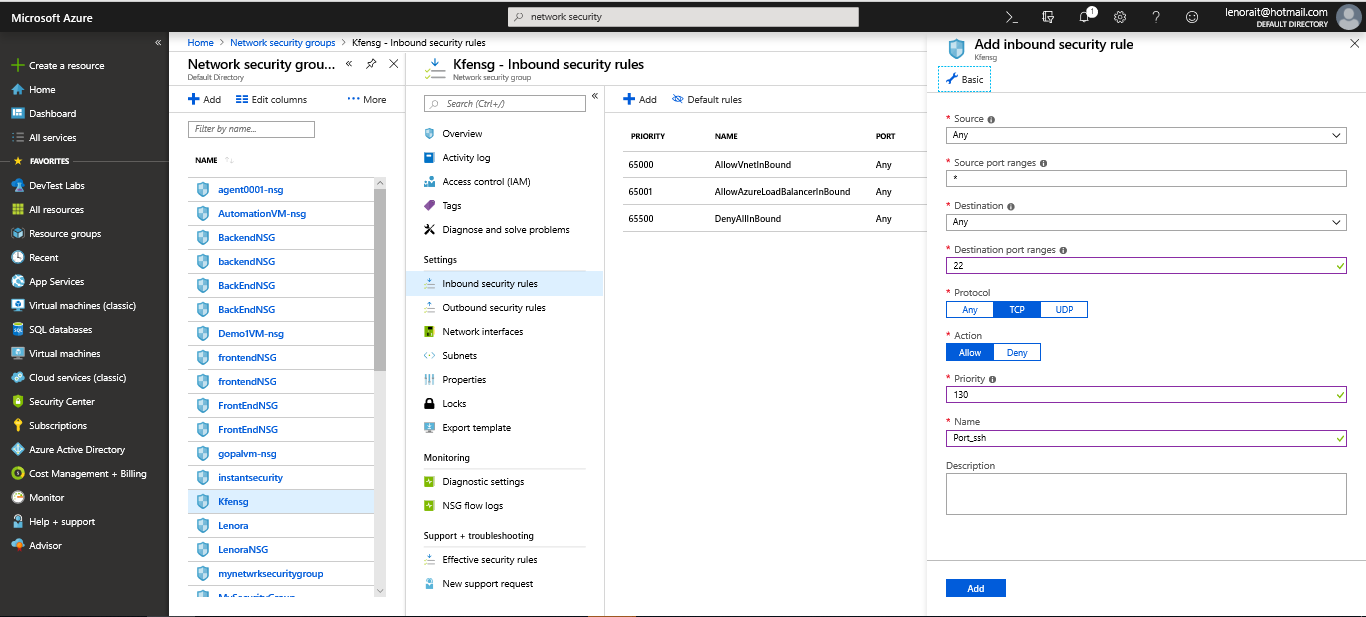 Microsoft Azure
network security
1
lenorait@hotmail.com
DEFAULT DIRECTORY
Create a resource
Home
Dashboard
All services
FAVORITES
DevTest Labs
All resources
Resource groups
Recent
App Services
Virtual machines (classic)
SQL databases
Virtual machines
Cloud services (classic)
Security Center
Subscriptions
Azure Active Directory
Cost Management + Billing
Monitor
Help + support
Advisor
Home > Network security groups > Kfensg - Inbound security rules
Network security grou...
Default Directory
Add Edit columns ··· More
Filter by name...
NAME
agent0001-nsg
AutomationVM-nsg
BackendNSG
backendNSG
BackEndNSG
BackEndNSG
Demo1VM-nsg
frontendNSG
frontendNSG
FrontEndNSG
FrontEndNSG
gopalvm-nsg
instantsecurity
Kfensg
Lenora
LenoraNSG
mynetwrksecuritygroup
MySecurityGroup
Kfensg - Inbound security rules
Network security group
Search (Ctrl+/)
Overview
Activity log
Access control (IAM)
Tags
Diagnose and solve problems
Settings
Inbound security rules
Outbound security rules
Network interfaces
Subnets
Properties
Locks
Export template
Monitoring
Diagnostic settings
NSG flow logs
Support + troubleshooting
Effective security rules
New support request
Add Default rules
PRIORITY NAME PORT
65000 AllowVnetInBound Any
65001 AllowAzureLoadBalancerInBound Any
65500 DenyAllInBound Any
Add inbound security rule
Kfensg
Basic
* Source
Any
* Source port ranges
*
* Destination
Any
* Destination port ranges
22
* Protocol
Any TCP UDP
* Action
Allow Deny
* Priority
130
* Name
Port_ssh
Description
Add